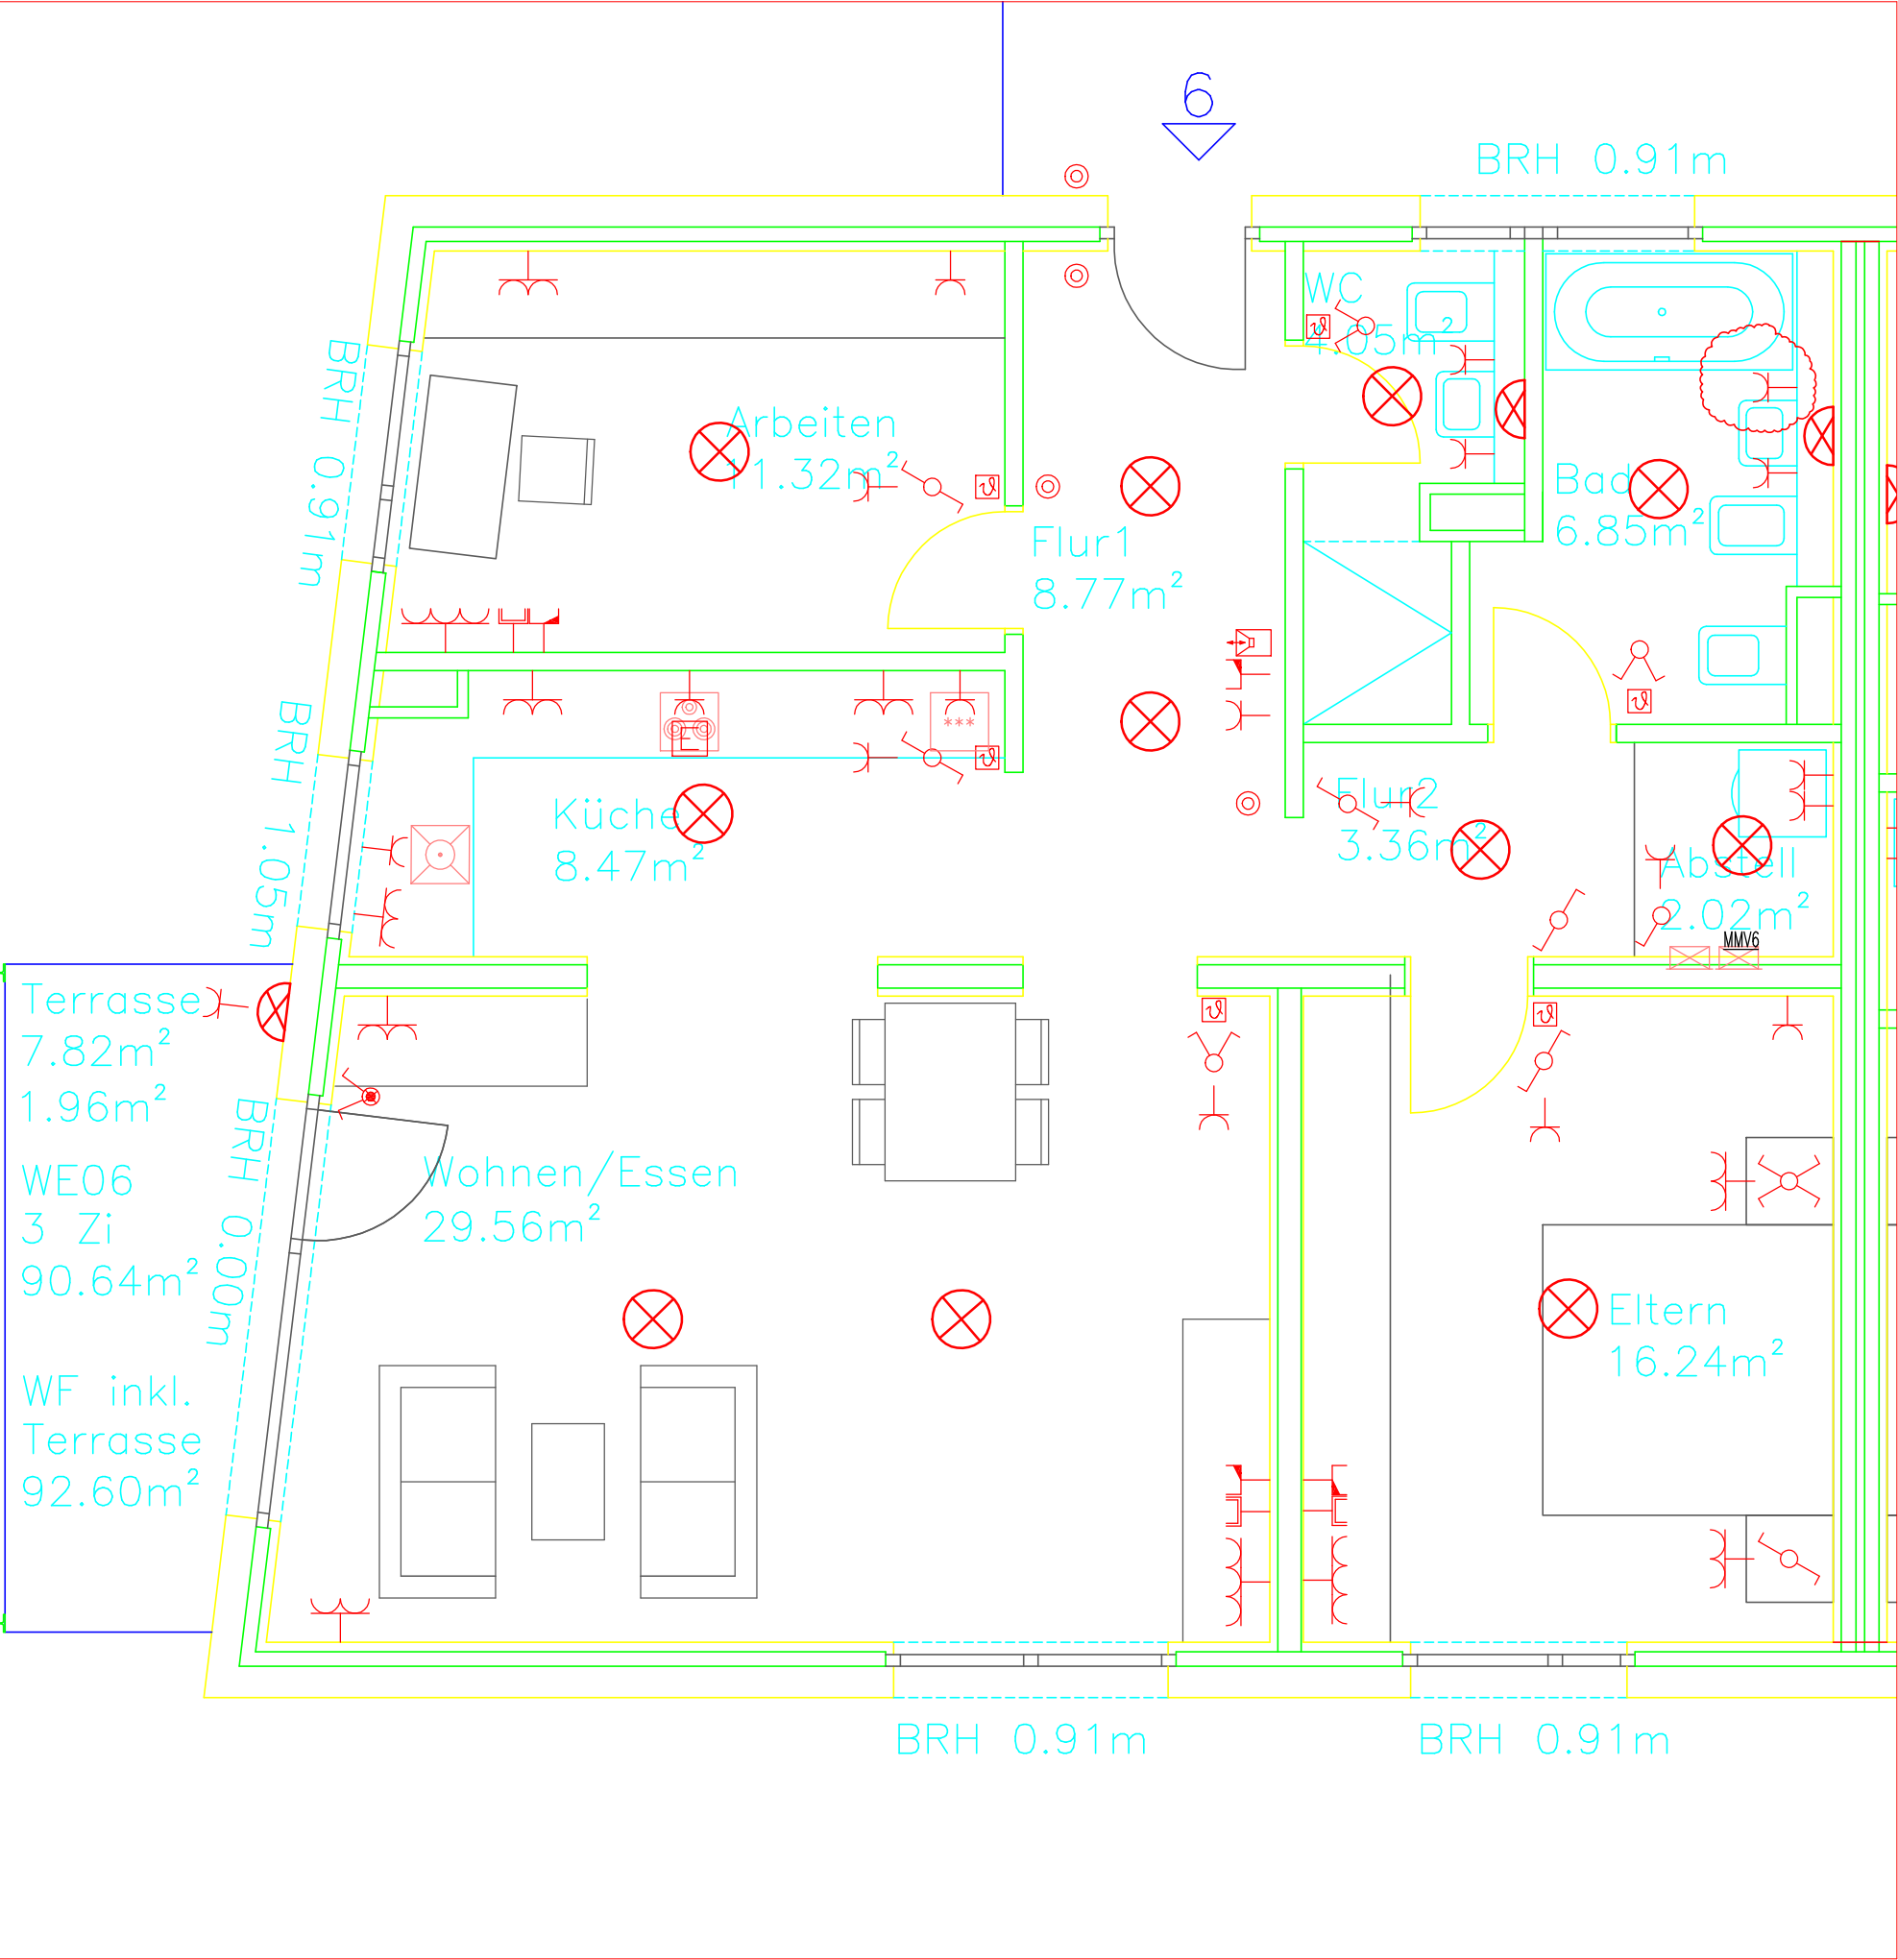 6
BRH 0.91m
WC
4.05m²
BRH 0.91m
Arbeiten
11.32m²
Bad
6.85m²
Flur1
8.77m²
BRH 1.05m
E
***
Küche
8.47m²
Flur2
3.36m²
Abstell
2.02m²
MMV6
Terrasse
7.82m²
1.96m²
BRH 0.00m
WE06
3 Zi
90.64m²
Wohnen/Essen
29.56m²
Eltern
16.24m²
WF inkl.
Terrasse
92.60m²
BRH 0.91m
BRH 0.91m